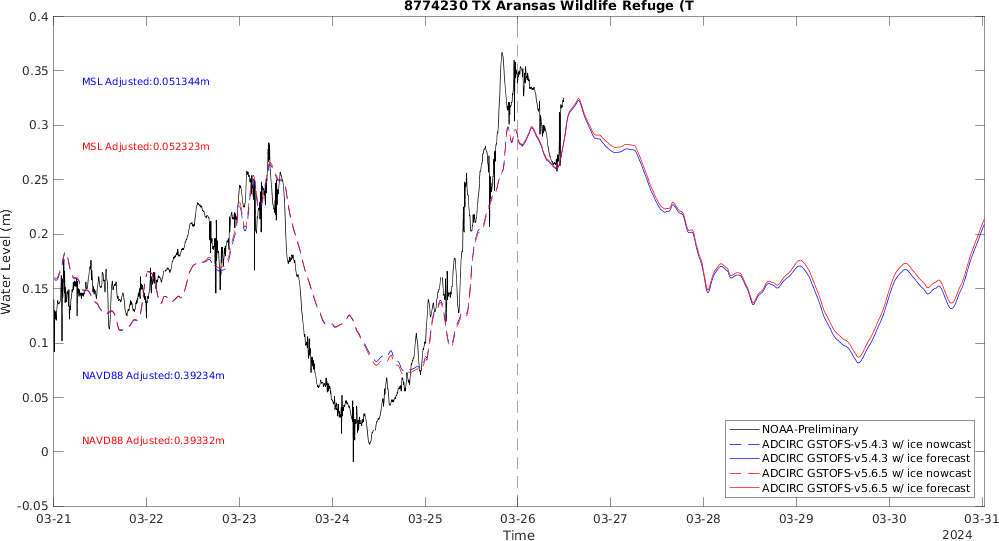 8774230 TX Aransas Wildlife Refuge (T
0.4
0.35
0.3
0.25
0.2
0.15
0.1
0.05
0
-0.05
Water Level (m)
MSL Adjusted:0.051344m
MSL Adjusted:0.052323m
NAVD88 Adjusted:0.39234m
NAVD88 Adjusted:0.39332m
NOAA-Preliminary
ADCIRC GSTOFS-v5.4.3 w/ ice nowcast
ADCIRC GSTOFS-v5.4.3 w/ ice forecast
ADCIRC GSTOFS-v5.6.5 w/ ice nowcast
ADCIRC GSTOFS-v5.6.5 w/ ice forecast
03-21 03-22 03-23 03-24 03-25 03-26 03-27 03-28 03-29 03-30 03-31
Time
2024